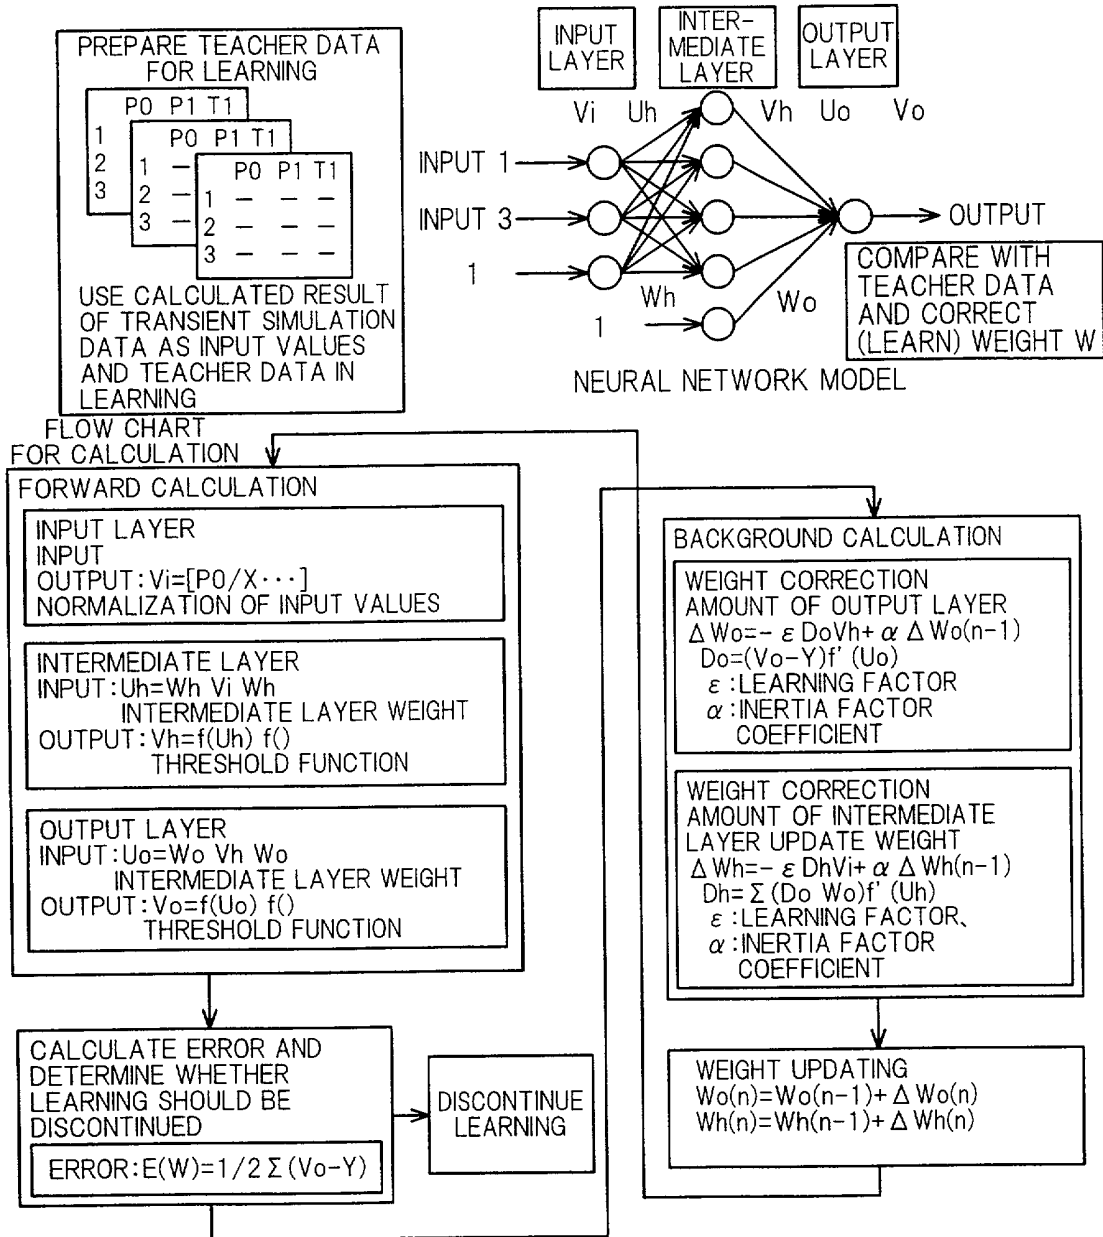 PREPARE TEACHER DATA
FOR LEARNING
P0 P1 T1
1
2
3
P0 P1 T1
1 –
2 –
3 –
P0 P1 T1
1 – – –
2 – – –
3 – – –
USE CALCULATED RESULT
OF TRANSIENT SIMULATION
DATA AS INPUT VALUES
AND TEACHER DATA IN
LEARNING
INPUT
LAYER
INTER-
MEDIATE
LAYER
OUTPUT
LAYER
Vi Uh Vh Uo Vo
INPUT 1
INPUT 3
OUTPUT
1
Wh
Wo
1
COMPARE WITH
TEACHER DATA
AND CORRECT
(LEARN) WEIGHT W
NEURAL NETWORK MODEL
FLOW CHART
FOR CALCULATION
FORWARD CALCULATION
INPUT LAYER
INPUT
OUTPUT:Vi=[P0/X···]
NORMALIZATION OF INPUT VALUES
INTERMEDIATE LAYER
INPUT:Uh=Wh Vi Wh
INTERMEDIATE LAYER WEIGHT
OUTPUT:Vh=f(Uh) f()
THRESHOLD FUNCTION
OUTPUT LAYER
INPUT:Uo=Wo Vh Wo
INTERMEDIATE LAYER WEIGHT
OUTPUT:Vo=f(Uo) f()
THRESHOLD FUNCTION
CALCULATE ERROR AND
DETERMINE WHETHER
LEARNING SHOULD BE
DISCONTINUED
ERROR:E(W)=1/2 Σ(Vo-Y)
DISCONTINUE
LEARNING
BACKGROUND CALCULATION
WEIGHT CORRECTION
AMOUNT OF OUTPUT LAYER
ΔWo=- ε DoVh+ α ΔWo(n-1)
Do=(Vo-Y)f' (Uo)
ε:LEARNING FACTOR
α:INERTIA FACTOR
COEFFICIENT
WEIGHT CORRECTION
AMOUNT OF INTERMEDIATE
LAYER UPDATE WEIGHT
ΔWh=- ε DhVi+ α ΔWh(n-1)
Dh= Σ (Do Wo)f' (Uh)
ε:LEARNING FACTOR、
α:INERTIA FACTOR
COEFFICIENT
WEIGHT UPDATING
Wo(n)=Wo(n-1)+ΔWo(n)
Wh(n)=Wh(n-1)+ΔWh(n)